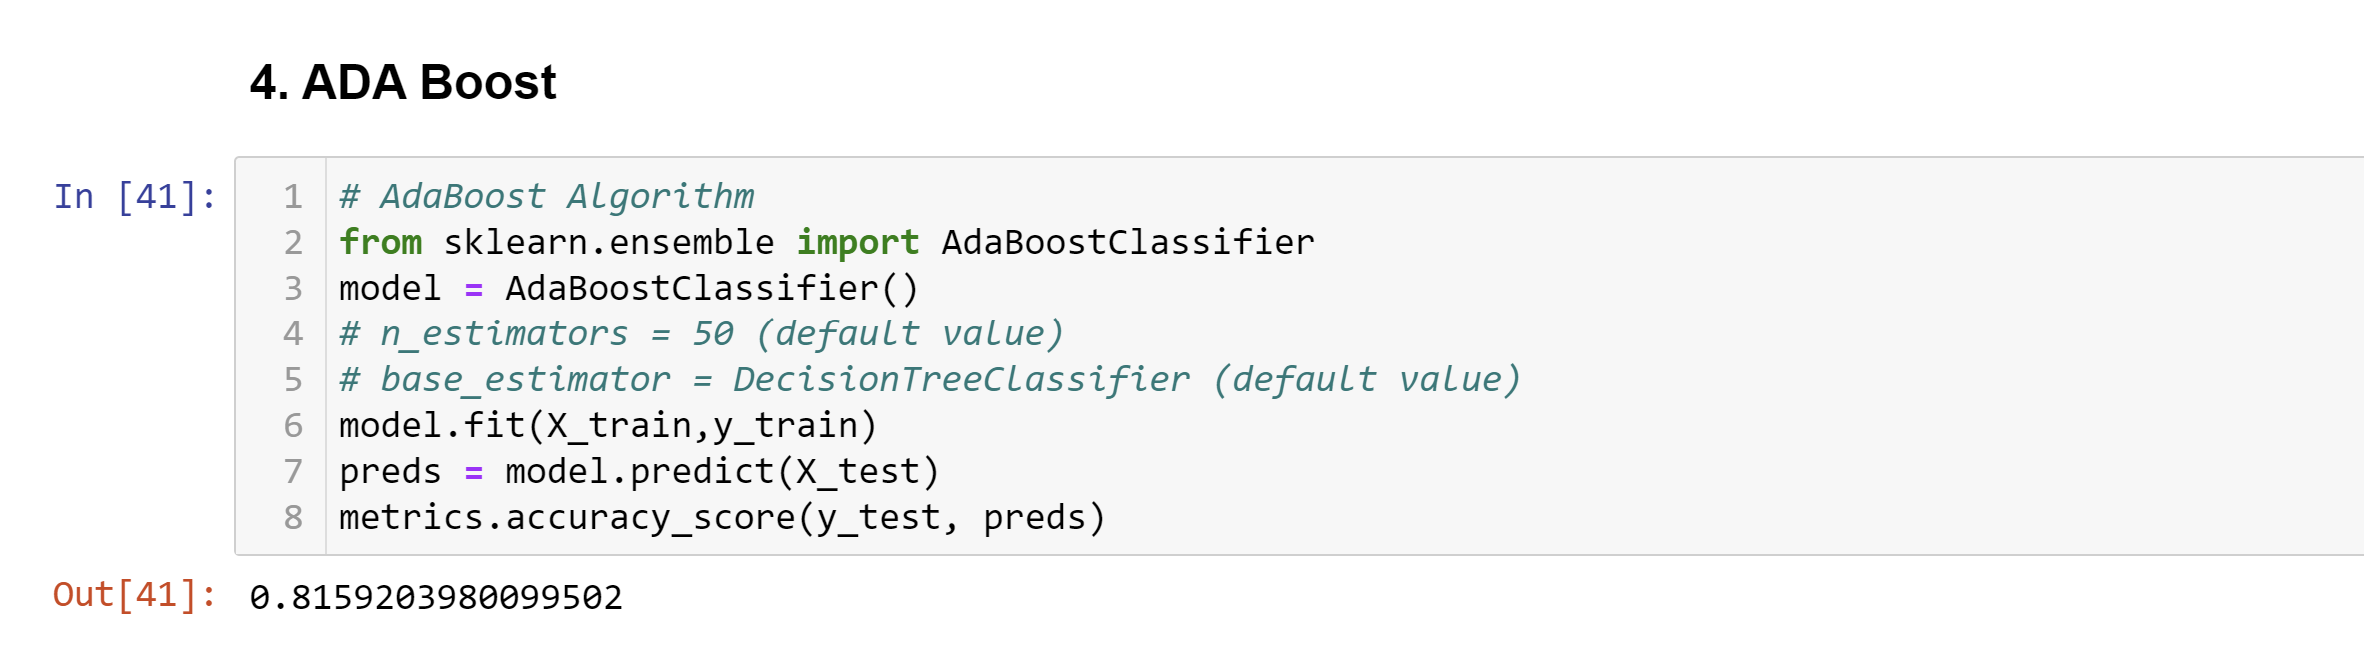 4. ADA Boost
In [41]:
1 # AdaBoost Algorithm
2 from sklearn.ensemble import AdaBoostClassifier
3 model = AdaBoostClassifier()
4 # n_estimators = 50 (default value)
5 # base_estimator = DecisionTreeClassifier (default value)
6 model.fit(X_train,y_train)
7 preds = model.predict(X_test)
8 metrics.accuracy_score(y_test, preds)
Out[41]: 0.8159203980099502